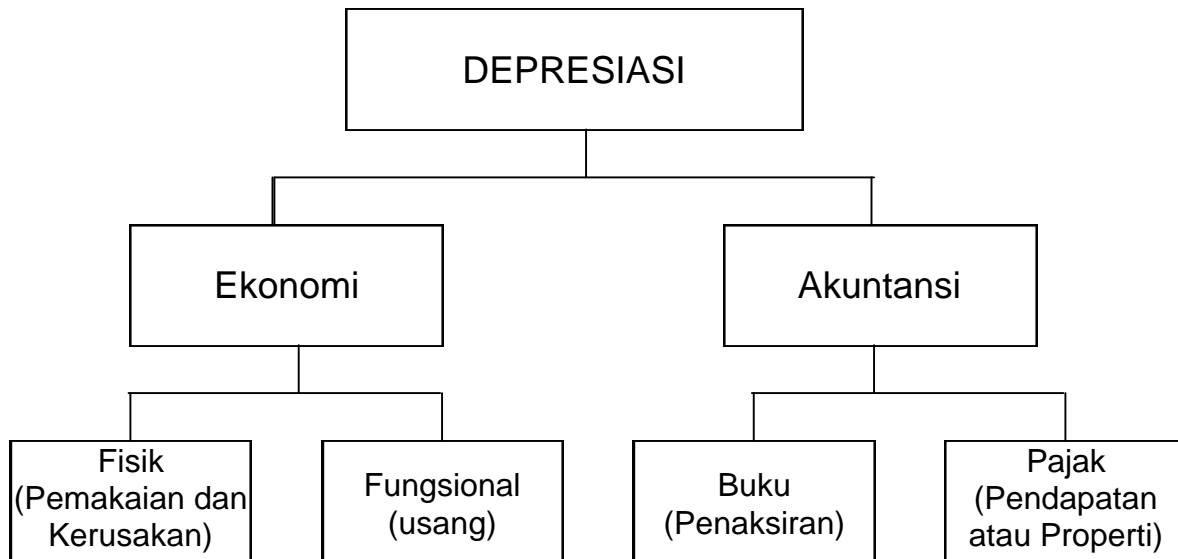 DEPRESIASI
Ekonomi
Akuntansi
Fisik
(Pemakaian dan
Kerusakan)
Fungsional
(usang)
Buku
(Penaksiran)
Pajak
(Pendapatan
atau Properti)